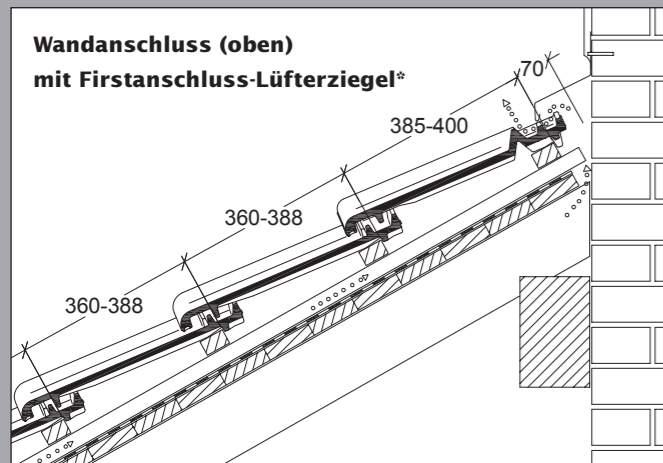 Wandanschluss (oben)
mit Firstanschluss-Lüfterziegel*
70
385-400
360-388
360-388